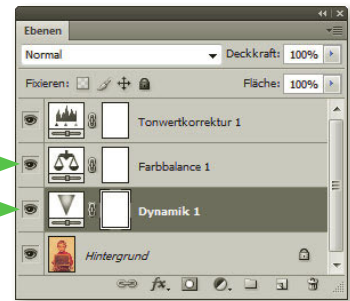 Ebenen
Normal Deckkraft: 100%
Fixieren: Fläche: 100%
Tonwertkorrektur 1
Farbbalance 1
Dynamik 1
Hintergrund
fx.